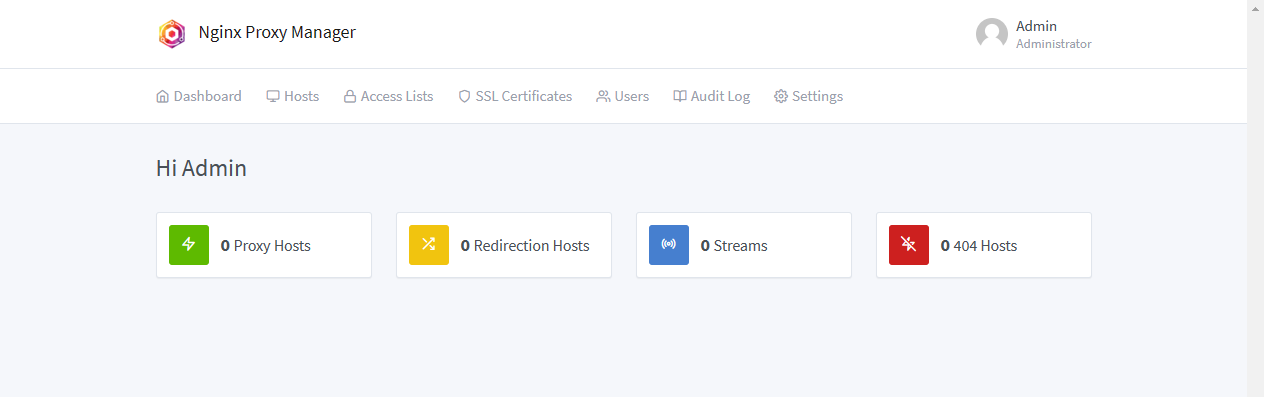 Nginx Proxy Manager
Admin
Administrator
Dashboard Hosts Access Lists SSL Certificates Users Audit Log Settings
Hi Admin
0 Proxy Hosts
0 Redirection Hosts
0 Streams
0 404 Hosts